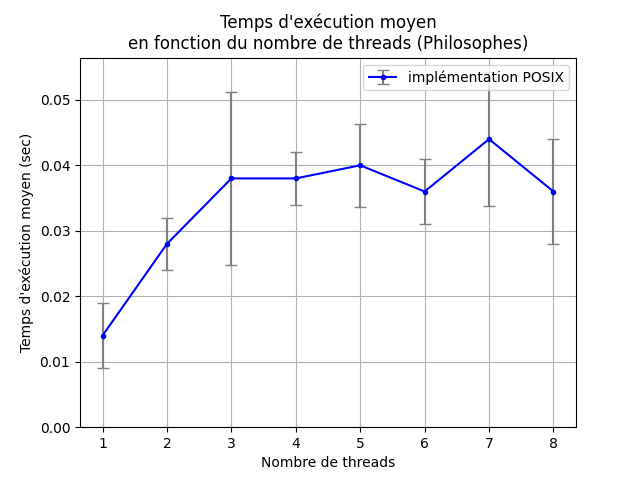 Temps d'exécution moyen
en fonction du nombre de threads (Philosophes)
implémentation POSIX
Temps d'exécution moyen (sec)
0.05
0.04
0.03
0.02
0.01
0.00
1 2 3 4 5 6 7 8
Nombre de threads